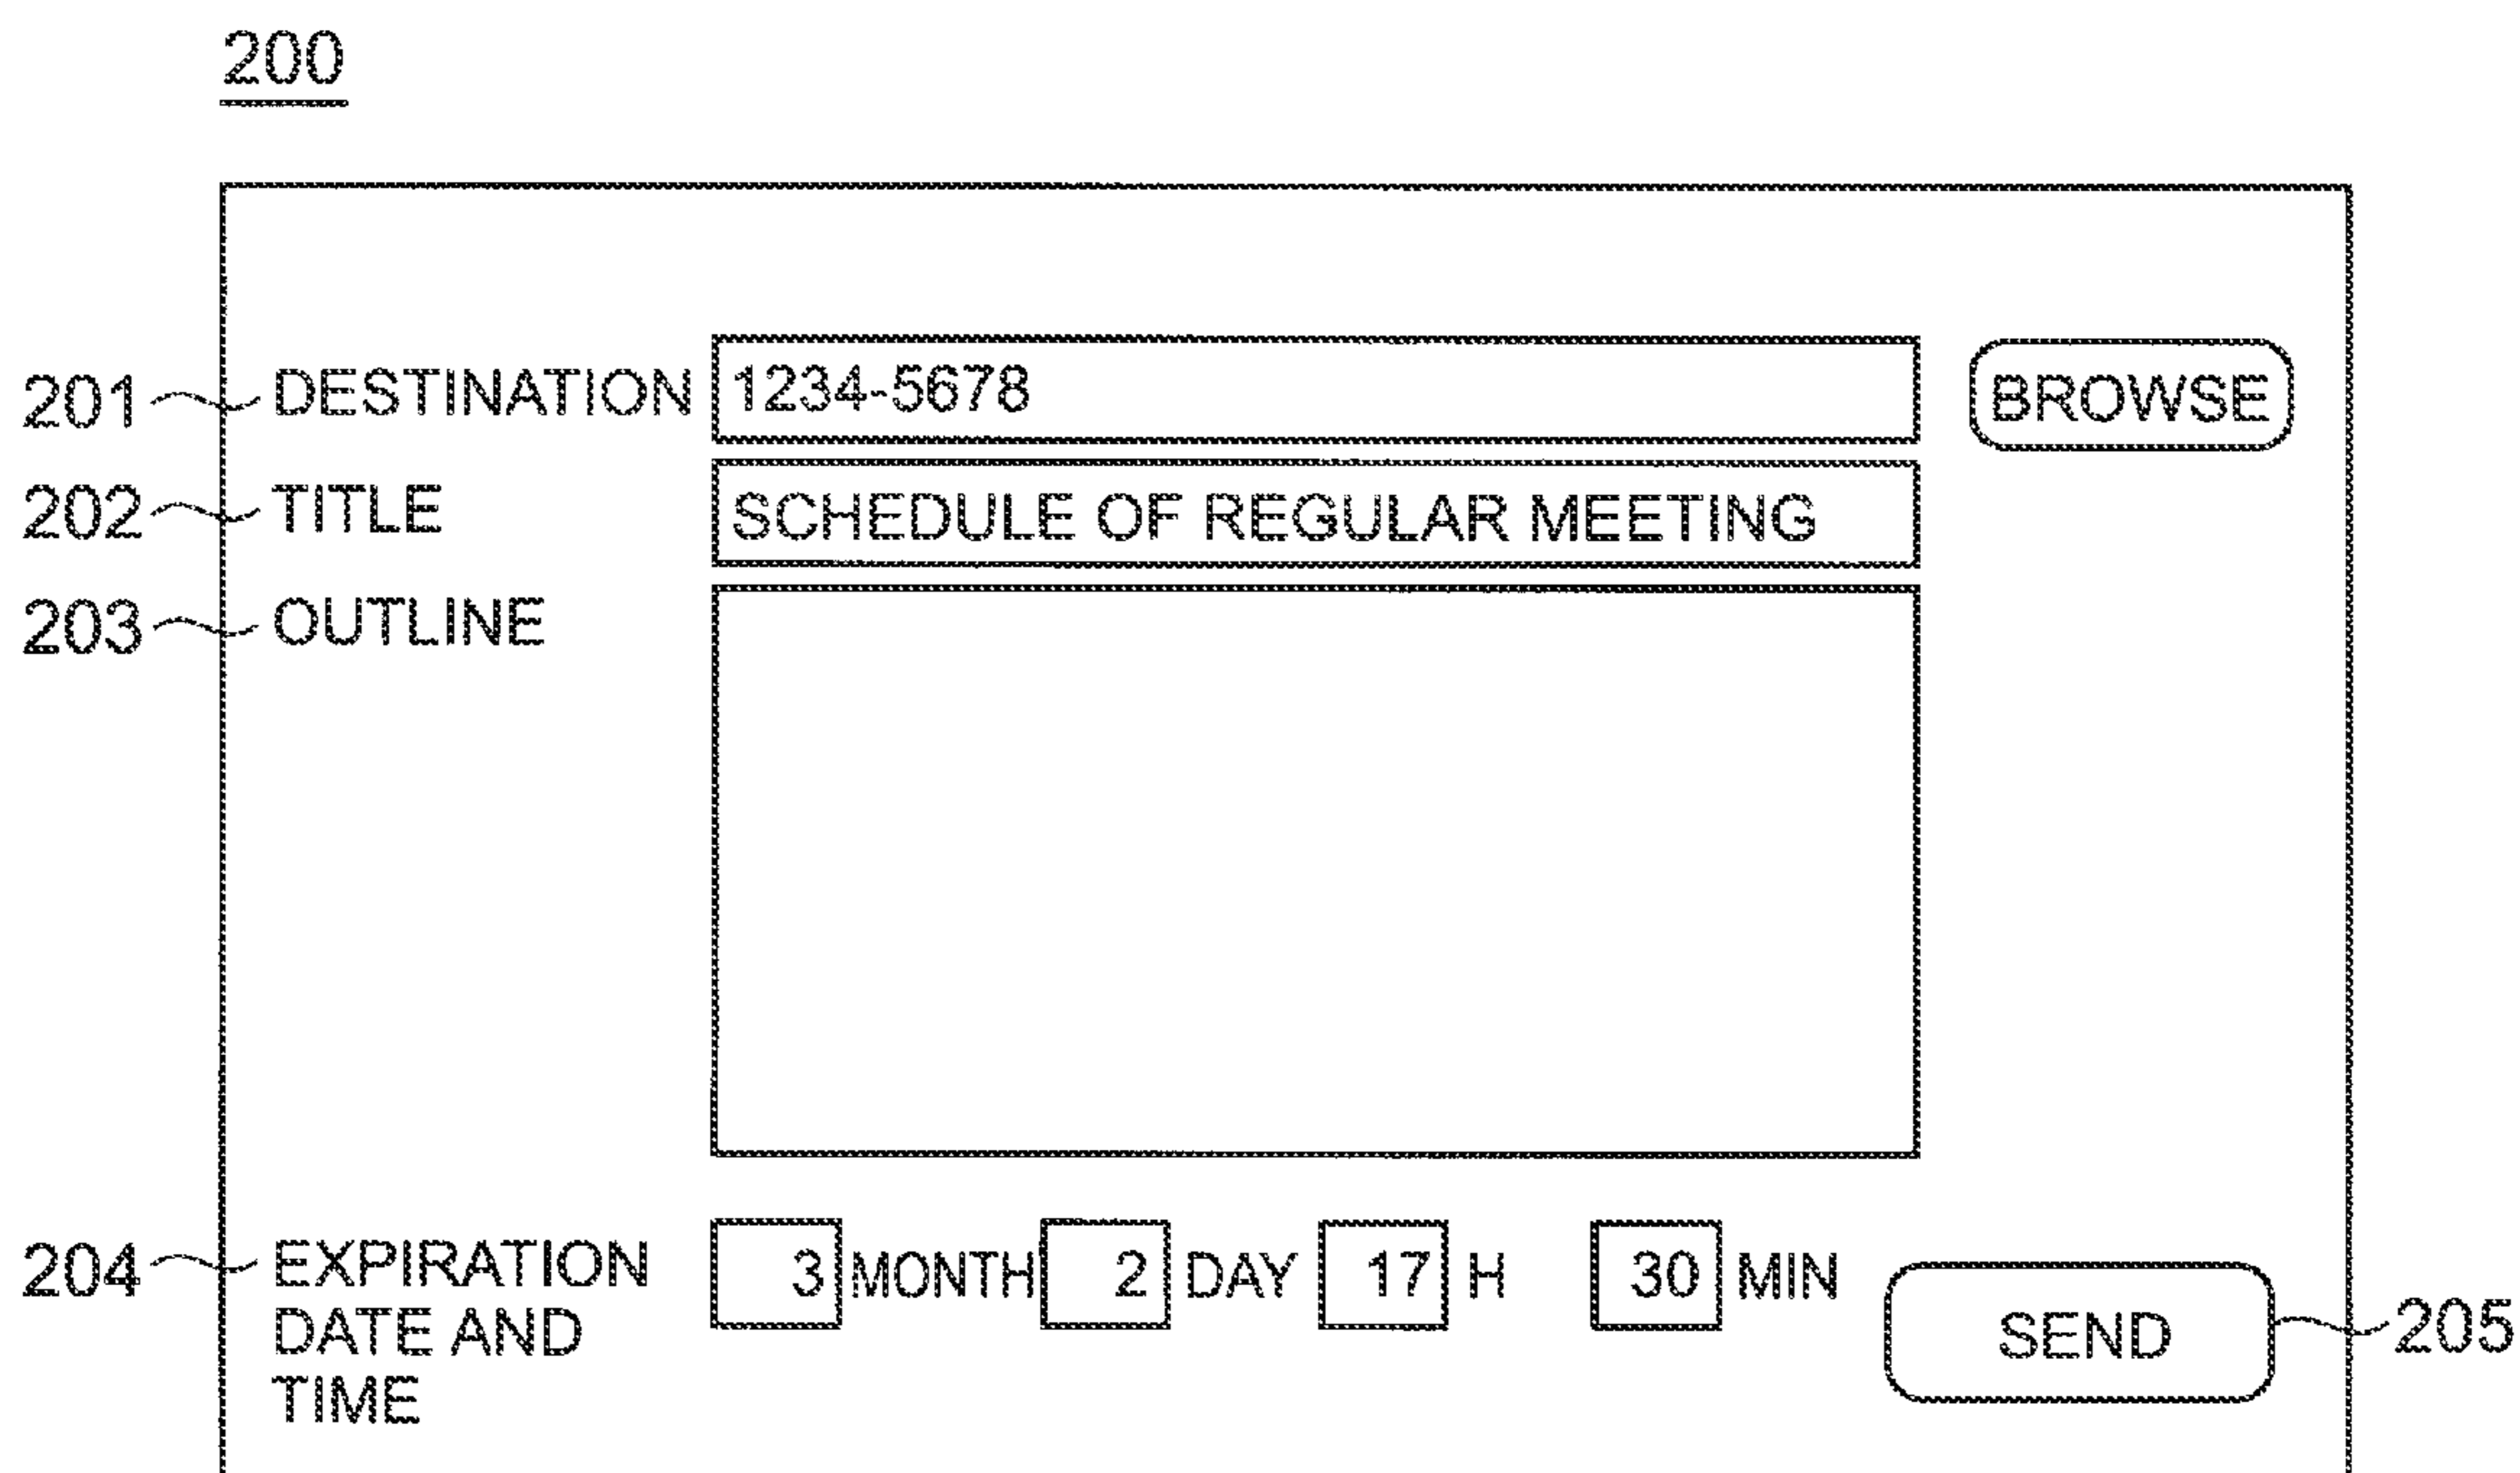 200
201 DESTINATION 1234-5678 BROWSE
202 TITLE SCHEDULE OF REGULAR MEETING
203 OUTLINE
204 EXPIRATION 3 MONTH 2 DAY 17 H 30 MIN
DATE AND SEND 205
TIME